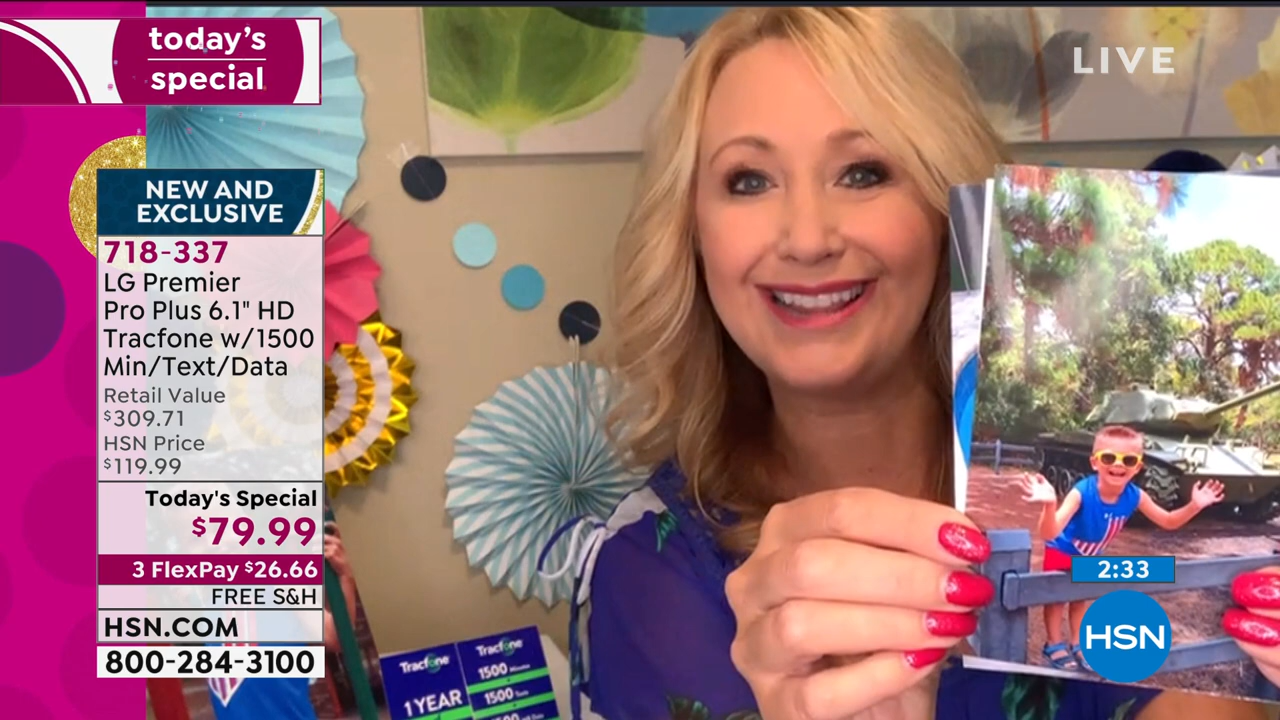 today's
special
LIVE
NEW AND
EXCLUSIVE
718-337
LG Premier
Pro Plus 6.1" HD
Tracfone w/1500
Min/Text/Data
Retail Value
$309.71
HSN Price
$119.99
Today's Special
$79.99
3 FlexPay $26.66
FREE S&H
HSN.COM
800-284-3100
2:33
HSN
Tracfone
1 YEAR
Tracfone
1500 Minutes
1500 Texts